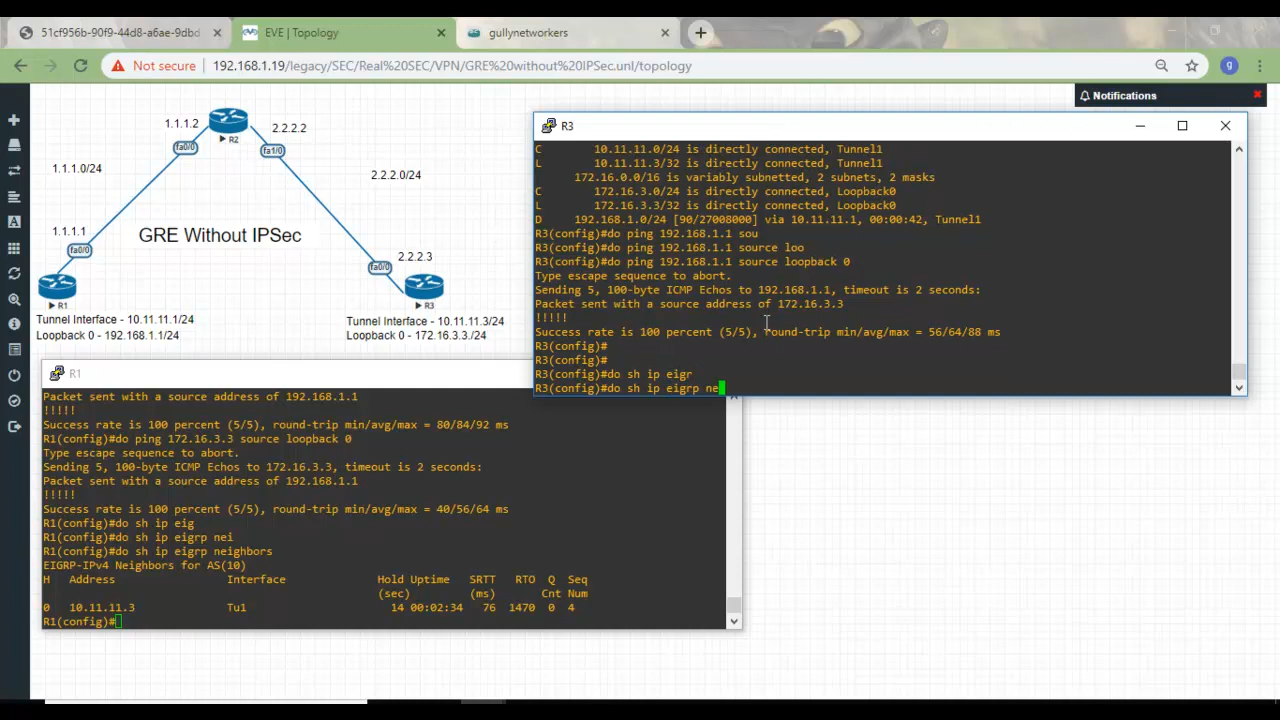 51cf956b-90f9-44d8-a6ae-9dbd
EVE | Topology
gullynetworkers
Not secure
192.168.1.19/legacy/SEC/Real%20SEC/VPN/GRE%20without%20IPSec.unl/topology
g
Notifications
1.1.1.2
2.2.2.2
R2
fa0/0
fa1/0
1.1.1.0/24
2.2.2.0/24
1.1.1.1
GRE Without IPSec
2.2.2.3
fa0/0
fa0/0
R1
R3
Tunnel Interface - 10.11.11.1/24
Loopback 0 - 192.168.1.1/24
Tunnel Interface - 10.11.11.3/24
Loopback 0 - 172.16.3.3/24
R3
C 10.11.11.0/24 is directly connected, Tunnel1
L 10.11.11.3/32 is directly connected, Tunnel1
172.16.0.0/16 is variably subnetted, 2 subnets, 2 masks
C 172.16.3.0/24 is directly connected, Loopback0
L 172.16.3.3/32 is directly connected, Loopback0
D 192.168.1.0/24 [90/27008000] via 10.11.11.1, 00:00:42, Tunnel1
R3(config)#do ping 192.168.1.1 sou
R3(config)#do ping 192.168.1.1 source loo
R3(config)#do ping 192.168.1.1 source loopback 0
Type escape sequence to abort.
Sending 5, 100-byte ICMP Echos to 192.168.1.1, timeout is 2 seconds:
Packet sent with a source address of 172.16.3.3
!!!!!
Success rate is 100 percent (5/5), round-trip min/avg/max = 56/64/88 ms
R3(config)#
R3(config)#
R3(config)#do sh ip eigr
R3(config)#do sh ip eigrp ne
R1
Packet sent with a source address of 192.168.1.1
!!!!!
Success rate is 100 percent (5/5), round-trip min/avg/max = 80/84/92 ms
R1(config)#do ping 172.16.3.3 source loopback 0
Type escape sequence to abort.
Sending 5, 100-byte ICMP Echos to 172.16.3.3, timeout is 2 seconds:
Packet sent with a source address of 192.168.1.1
!!!!!
Success rate is 100 percent (5/5), round-trip min/avg/max = 40/56/64 ms
R1(config)#do sh ip eig
R1(config)#do sh ip eigrp nei
R1(config)#do sh ip eigrp neighbors
EIGRP-IPv4 Neighbors for AS(10)
H Address Interface Hold Uptime SRTT RTO Q Seq
(sec) (ms) Cnt Num
0 10.11.11.3 Tu1 14 00:02:34 76 1470 0 4
R1(config)#